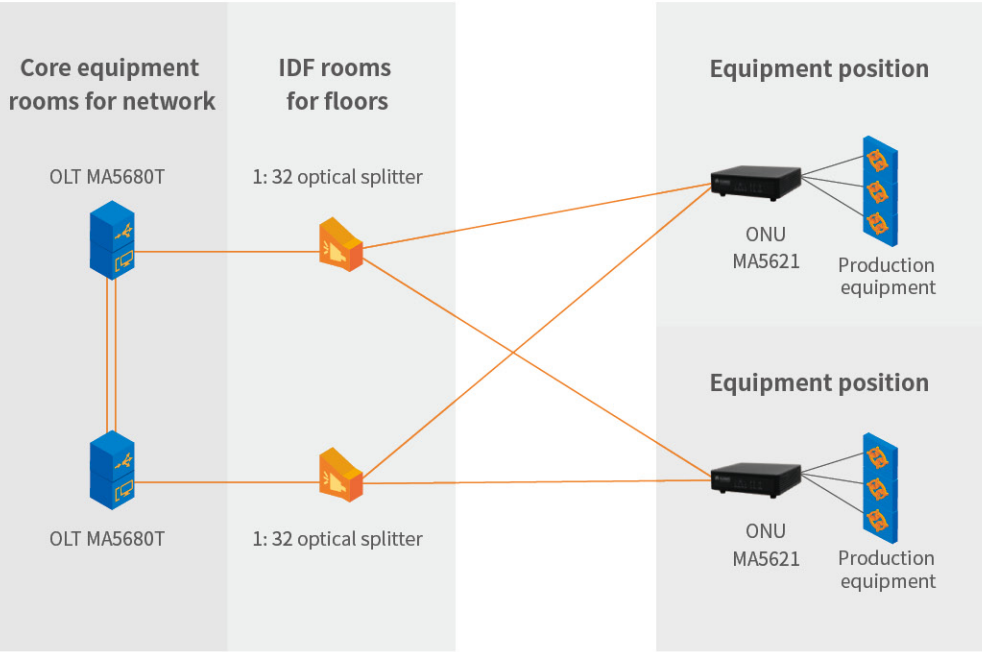 Core equipment
rooms for network
IDF rooms
for floors
Equipment position
OLT MA5680T
1: 32 optical splitter
ONU
MA5621
Production
equipment
Equipment position
OLT MA5680T
1: 32 optical splitter
ONU
MA5621
Production
equipment